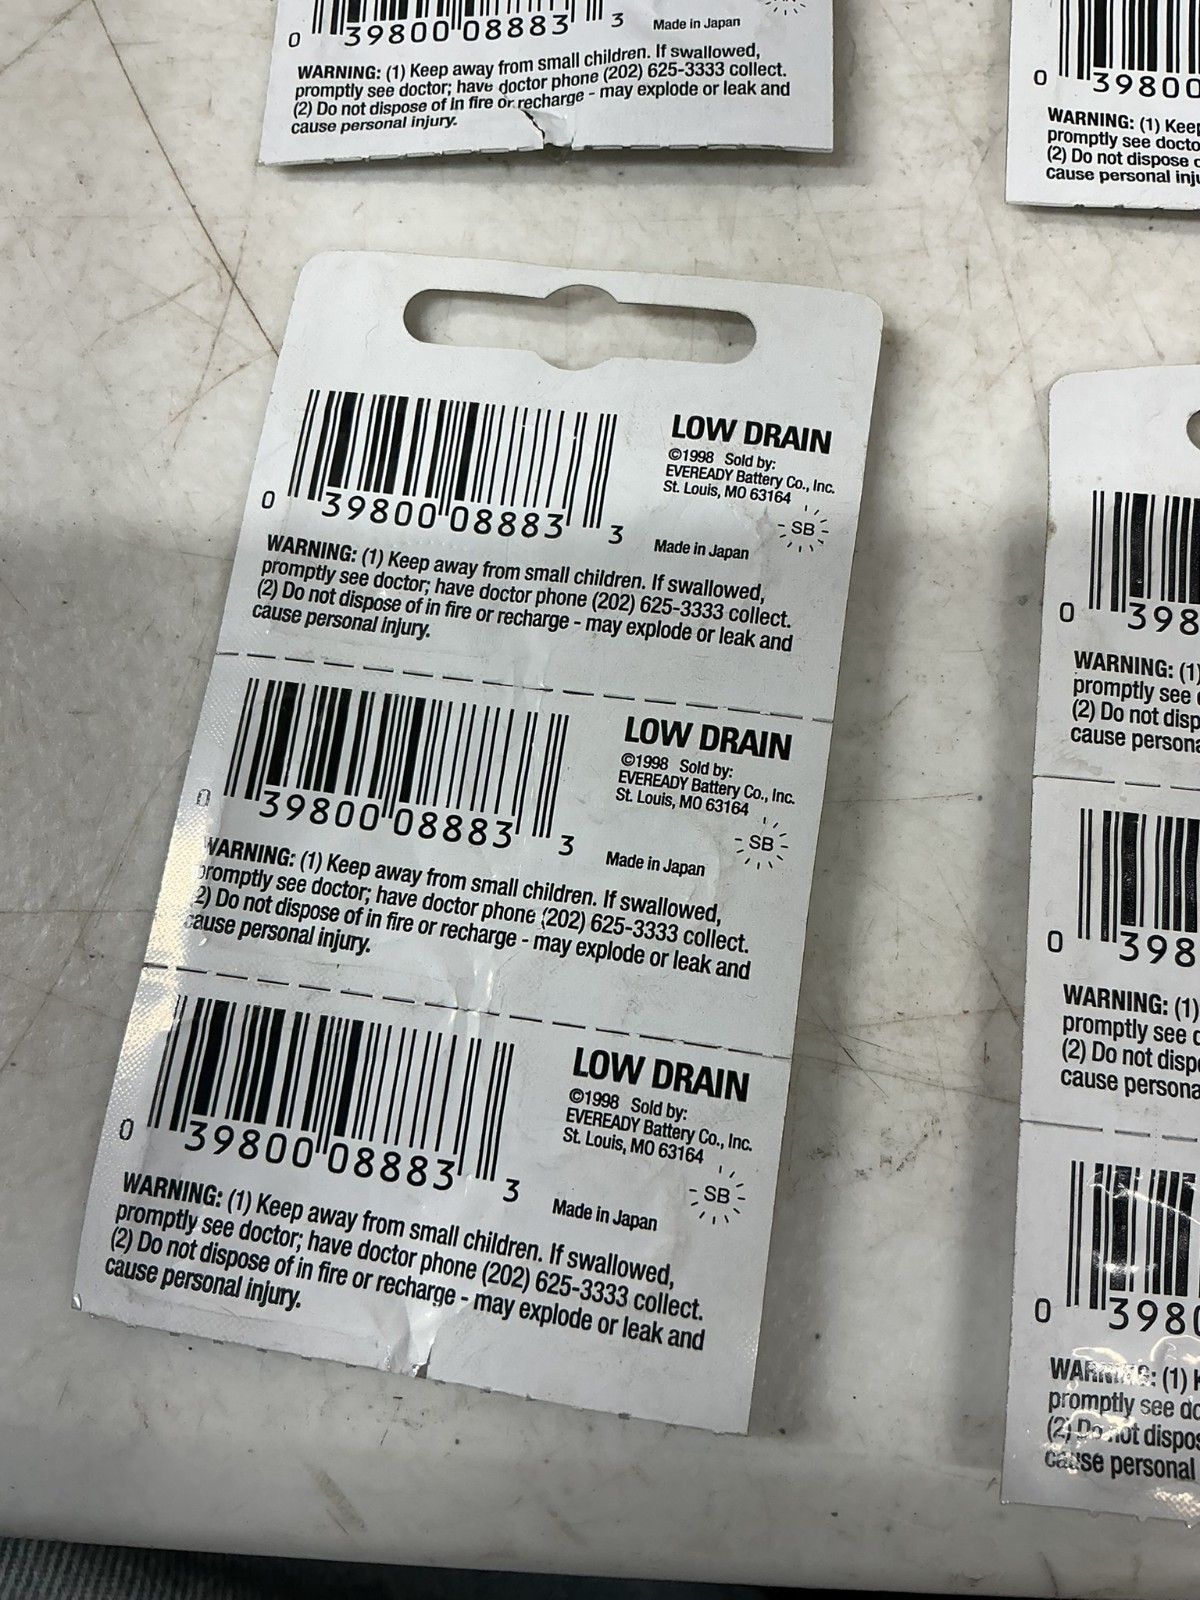 0 39800 08883 3
Made in Japan
WARNING: (1) Keep away from small children. If swallowed,
promptly see doctor; have doctor phone (202) 625-3333 collect.
(2) Do not dispose of in fire or recharge - may explode or leak and
cause personal injury.
0 39800
WARNING: (1) Keep
promptly see docto
(2) Do not dispose
cause personal inju
LOW DRAIN
©1998 Sold by:
EVEREADY Battery Co., Inc.
St. Louis, MO 63164
SB
0 39800 08883 3
Made in Japan
WARNING: (1) Keep away from small children. If swallowed,
promptly see doctor; have doctor phone (202) 625-3333 collect.
(2) Do not dispose of in fire or recharge - may explode or leak and
cause personal injury.
LOW DRAIN
©1998 Sold by:
EVEREADY Battery Co., Inc.
St. Louis, MO 63164
SB
0 39800 08883 3
Made in Japan
WARNING: (1) Keep away from small children. If swallowed,
promptly see doctor; have doctor phone (202) 625-3333 collect.
(2) Do not dispose of in fire or recharge - may explode or leak and
cause personal injury.
LOW DRAIN
©1998 Sold by:
EVEREADY Battery Co., Inc.
St. Louis, MO 63164
SB
0 39800 08883 3
Made in Japan
WARNING: (1) Keep away from small children. If swallowed,
promptly see doctor; have doctor phone (202) 625-3333 collect.
(2) Do not dispose of in fire or recharge - may explode or leak and
cause personal injury.
0 398
WARNING: (1)
promptly see
(2) Do not disp
cause persona
0 398
WARNING: (1)
promptly see
(2) Do not disp
cause persona
0 398
WARNING: (1)
promptly see do
(2) Do not dispos
cause personal